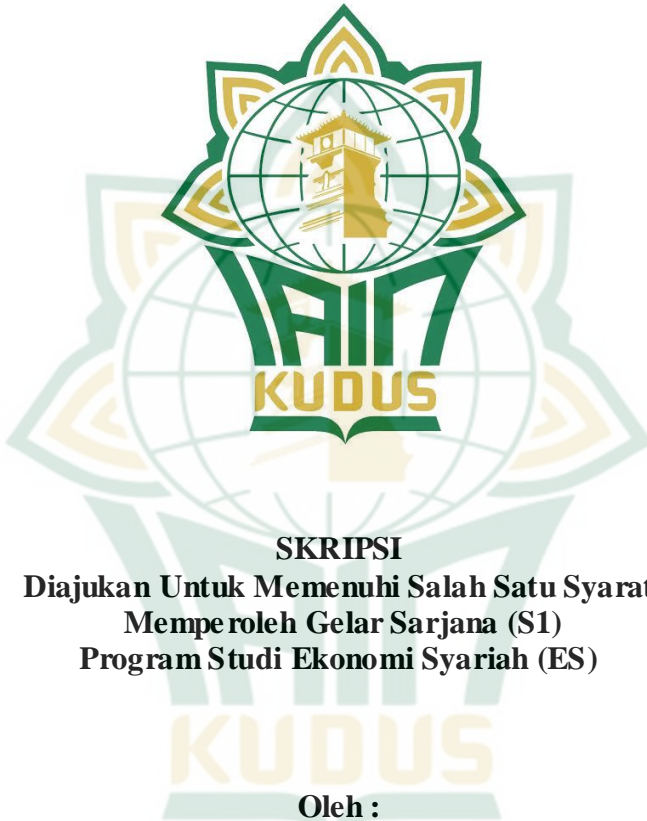 IAIN
KUDUS
SKRIPSI
Diajukan Untuk Memenuhi Salah Satu Syarat
Memperoleh Gelar Sarjana (S1)
Program Studi Ekonomi Syariah (ES)
KUDUS
Oleh :